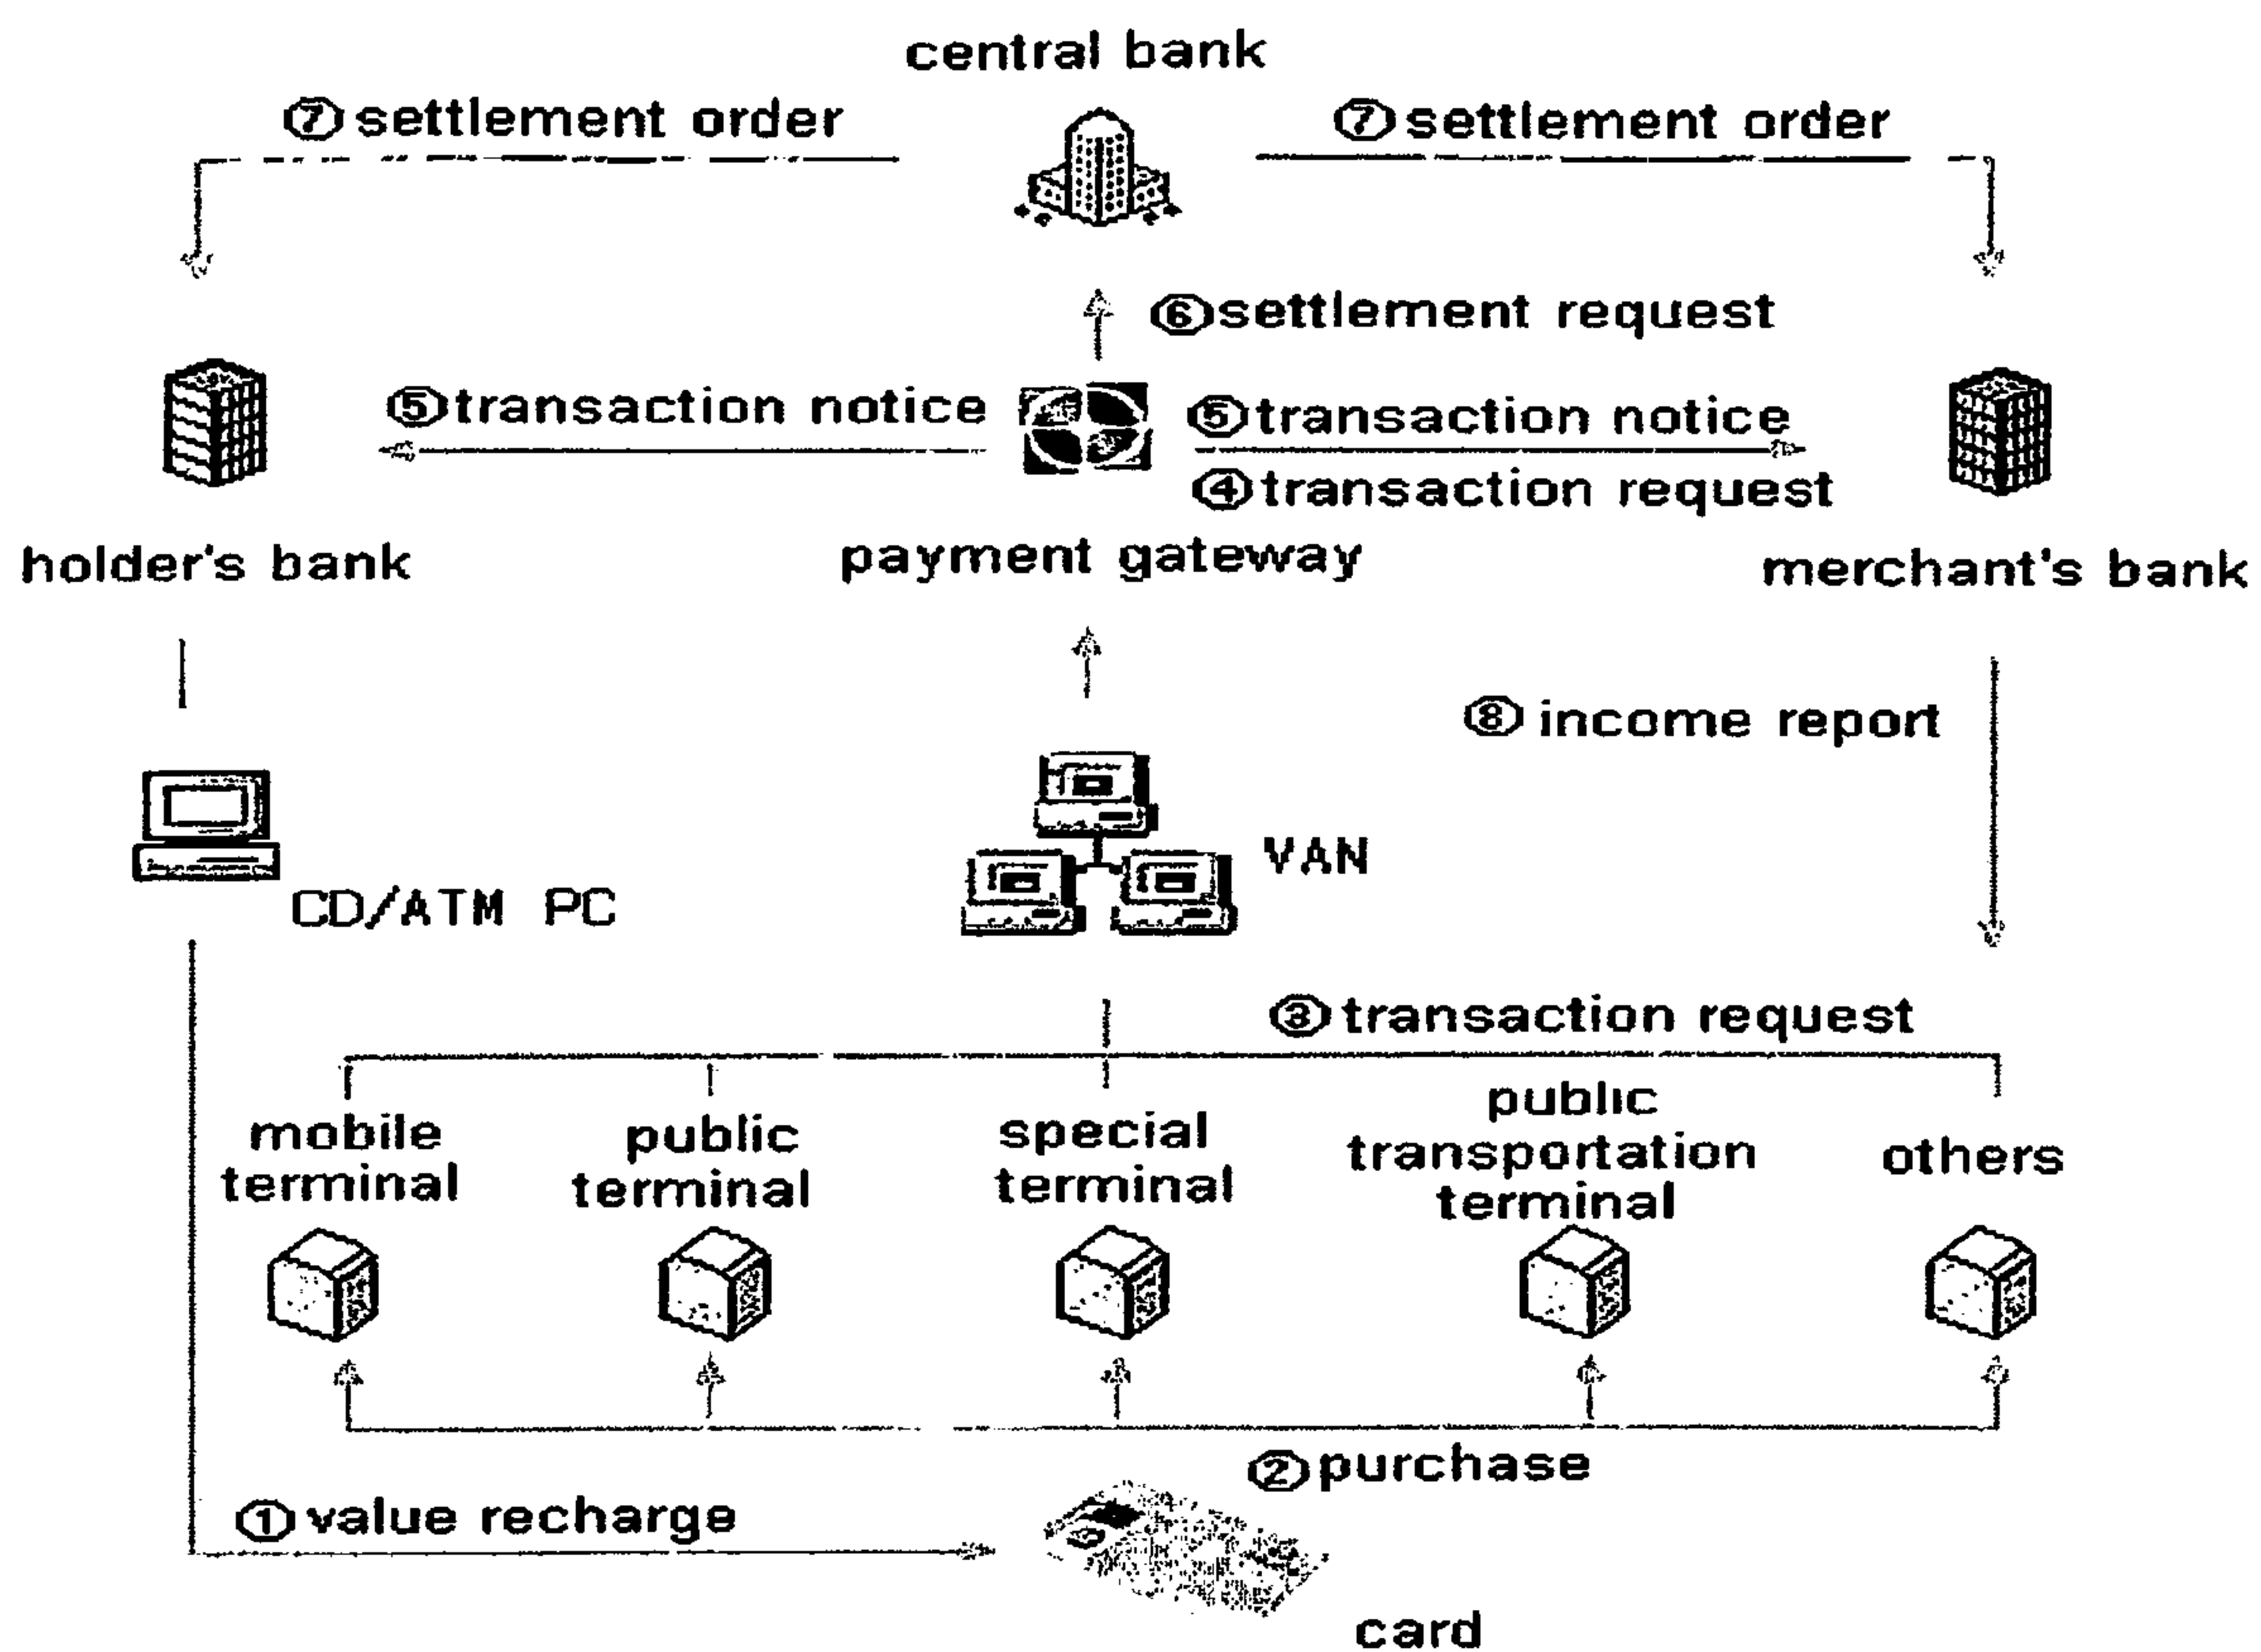 central bank
⑦settlement order
⑦settlement order
⑥settlement request
⑤transaction notice
⑤transaction notice
④transaction request
holder's bank
payment gateway
merchant's bank
⑧ income report
VAN
CD/ATM PC
③transaction request
mobile
terminal
public
terminal
special
terminal
public
transportation
terminal
others
②purchase
①value recharge
card